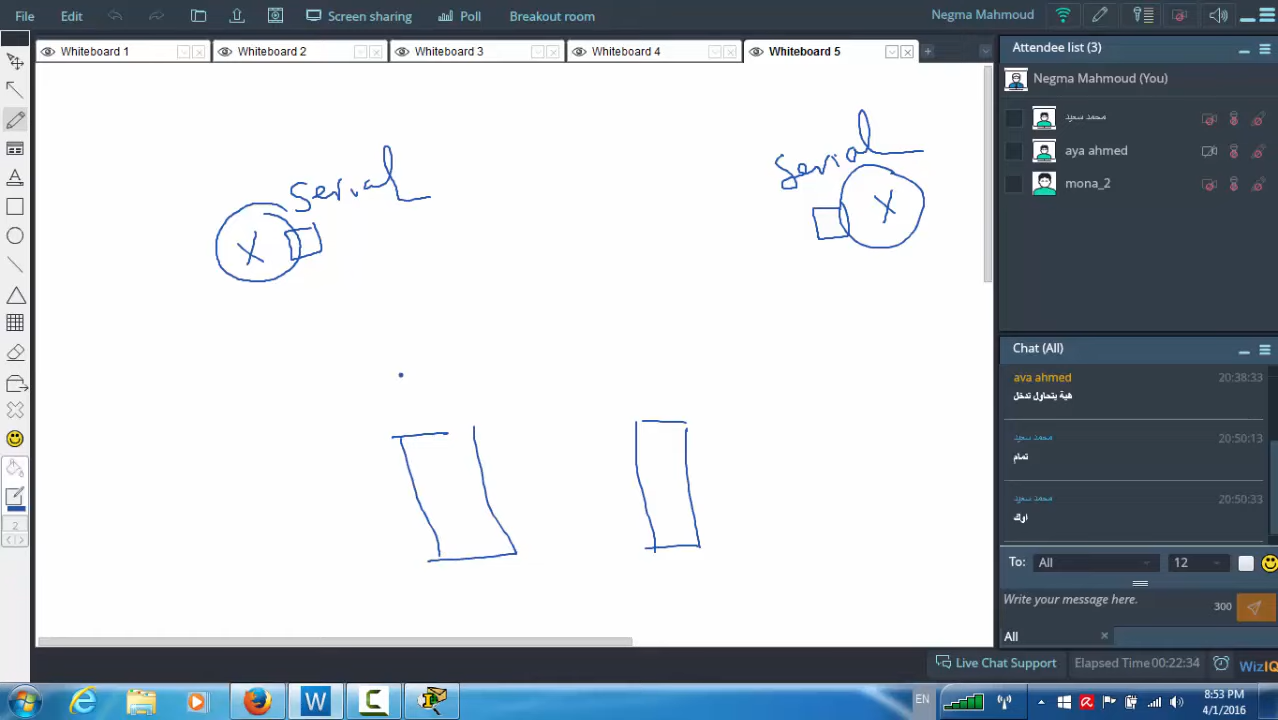 File Edit Screen sharing Poll Breakout room Negma Mahmoud
Whiteboard 1 Whiteboard 2 Whiteboard 3 Whiteboard 4 Whiteboard 5
Serial
X
Serial
X
Attendee list (3)
Negma Mahmoud (You)
محمد سعيد
aya ahmed
mona_2
Chat (All)
aya ahmed 20:38:33
هية بتحاول تدخل
محمد سعيد 20:50:13
تمام
محمد سعيد 20:50:33
اوك
To: All 12
Write your message here. 300
All
Live Chat Support Elapsed Time 00:22:34 WizIQ
2
W C EN 8:53 PM
4/1/2016